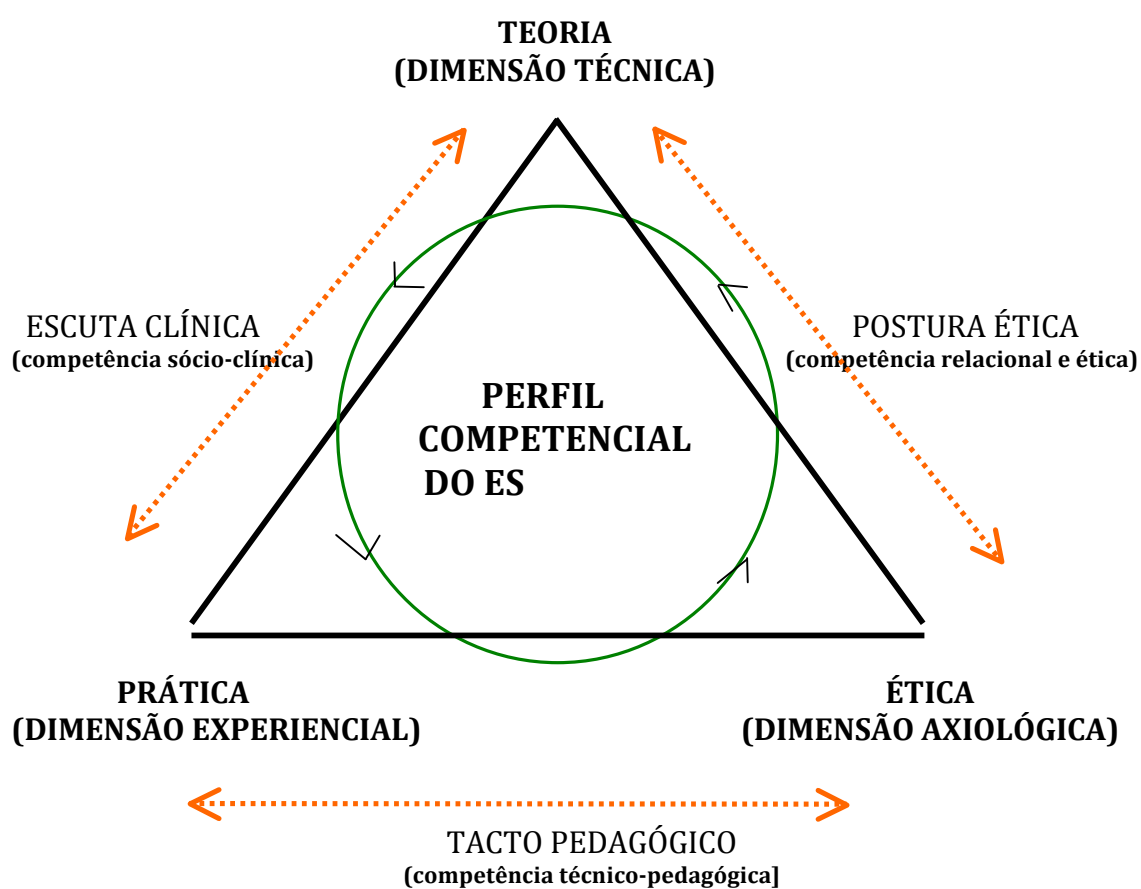 TEORIA
(DIMENSÃO TÉCNICA)
ESCUTA CLÍNICA
(competência sócio-clínica)
POSTURA ÉTICA
(competência relacional e ética)
PERFIL
COMPETENCIAL
DO ES
PRÁTICA
(DIMENSÃO EXPERIENCIAL)
ÉTICA
(DIMENSÃO AXIOLÓGICA)
TACTO PEDAGÓGICO
(competência técnico-pedagógica]